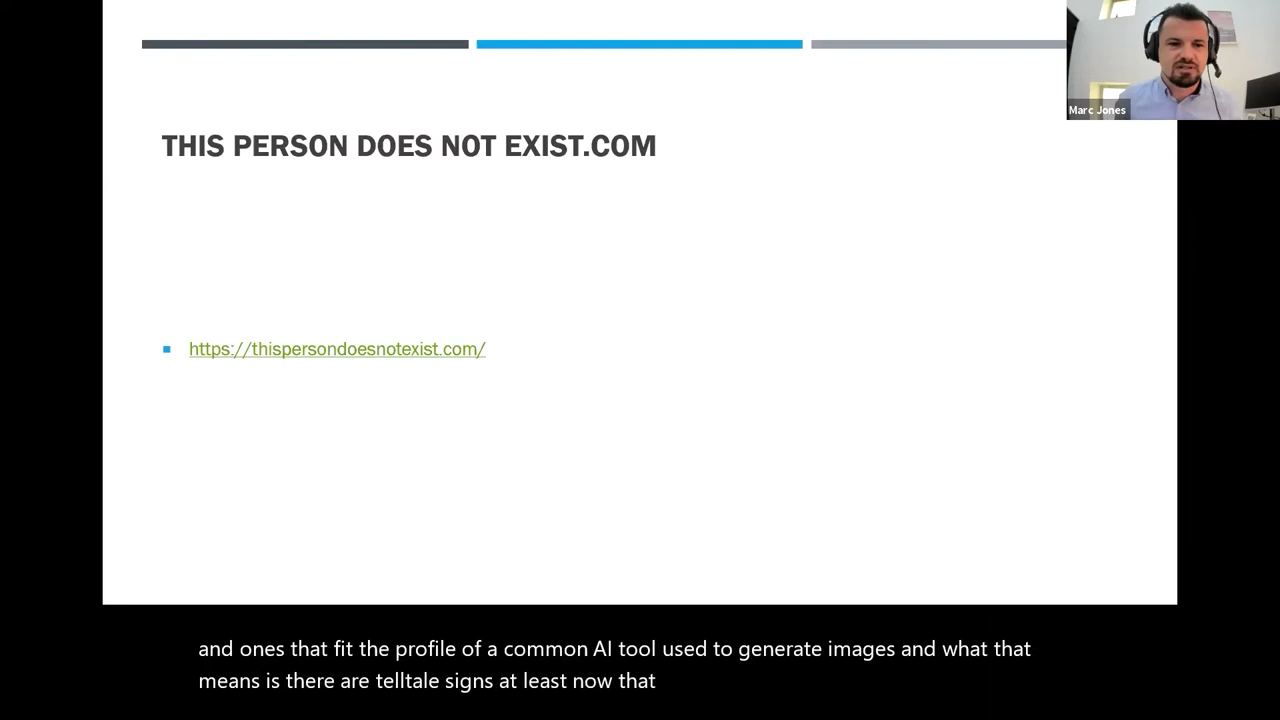 Marc Jones
THIS PERSON DOES NOT EXIST.COM
https://thispersondoesnotexist.com/
and ones that fit the profile of a common AI tool used to generate images and what that
means is there are telltale signs at least now that